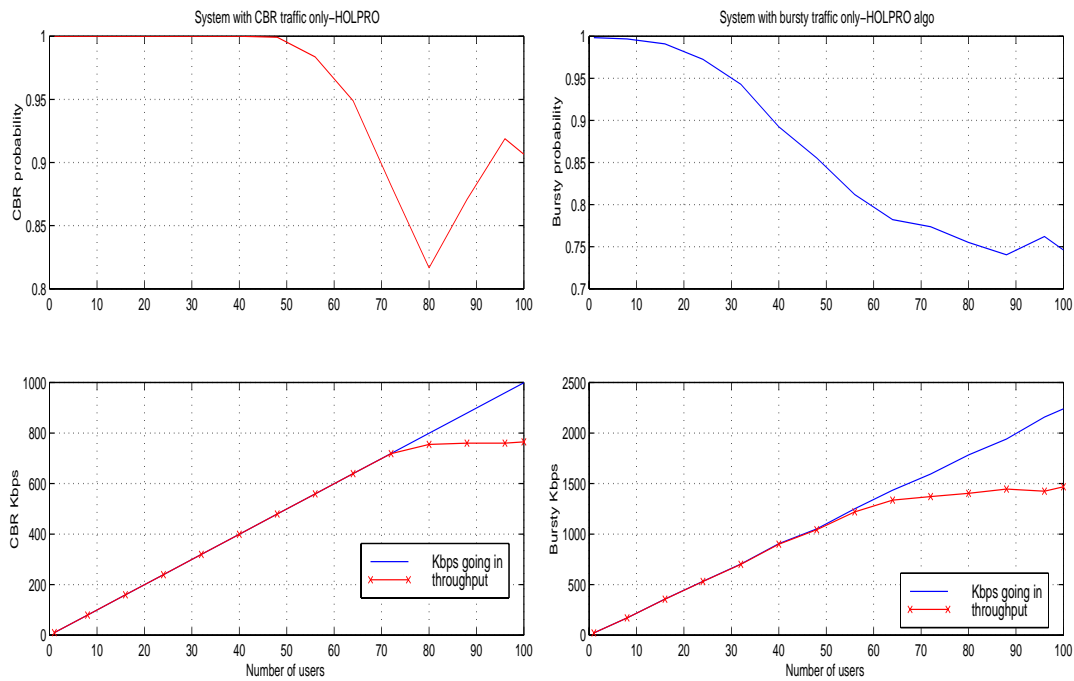 System with CBR traffic only-HOLPRO
CBR probability
1
0.95
0.9
0.85
0.8
0 10 20 30 40 50 60 70 80 90 100
System with bursty traffic only-HOLPRO algo
Bursty probability
1
0.95
0.9
0.85
0.8
0.75
0.7
0 10 20 30 40 50 60 70 80 90 100
CBR Kbps
1000
800
600
400
200
0
0 10 20 30 40 50 60 70 80 90 100
Number of users
Kbps going in
throughput
Bursty Kbps
2500
2000
1500
1000
500
0
0 10 20 30 40 50 60 70 80 90 100
Number of users
Kbps going in
throughput